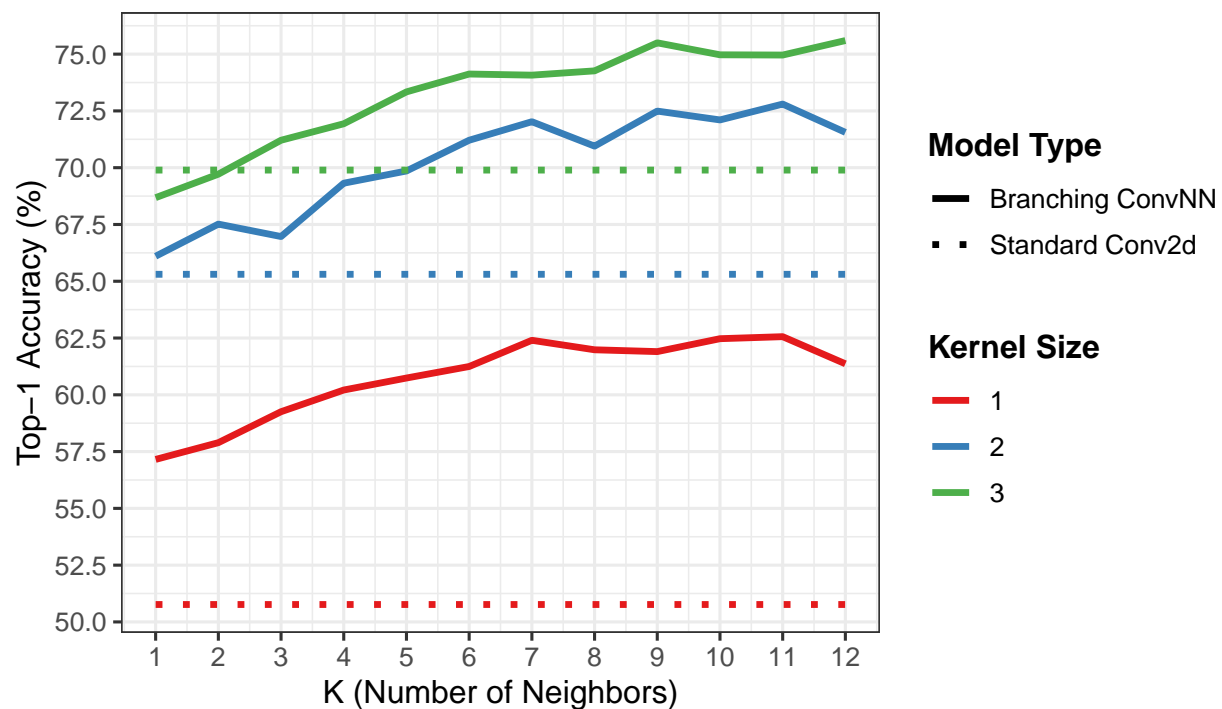 75.0
72.5
70.0
67.5
65.0
62.5
60.0
57.5
55.0
52.5
50.0
Top−1 Accuracy (%)
1 2 3 4 5 6 7 8 9 10 11 12
K (Number of Neighbors)
Model Type
Branching ConvNN
Standard Conv2d
Kernel Size
1
2
3